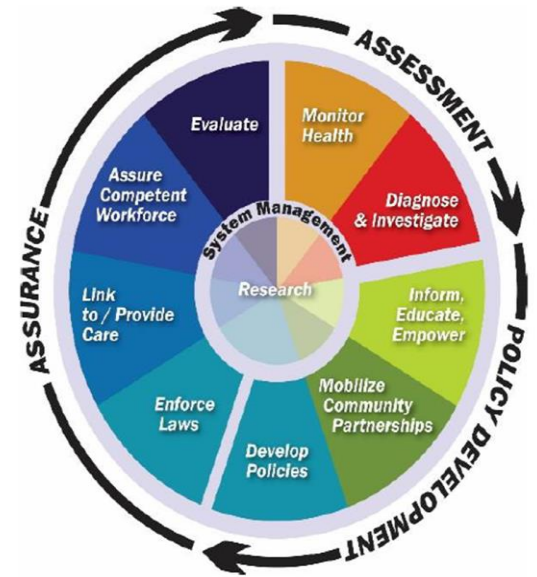 ASSESSMENT
Monitor
Health
Diagnose
& Investigate
POLICY DEVELOPMENT
Inform,
Educate,
Empower
Mobilize
Community
Partnerships
Develop
Policies
ASSURANCE
Enforce
Laws
Link
to / Provide
Care
Assure
Competent
Workforce
Evaluate
System Management
Research